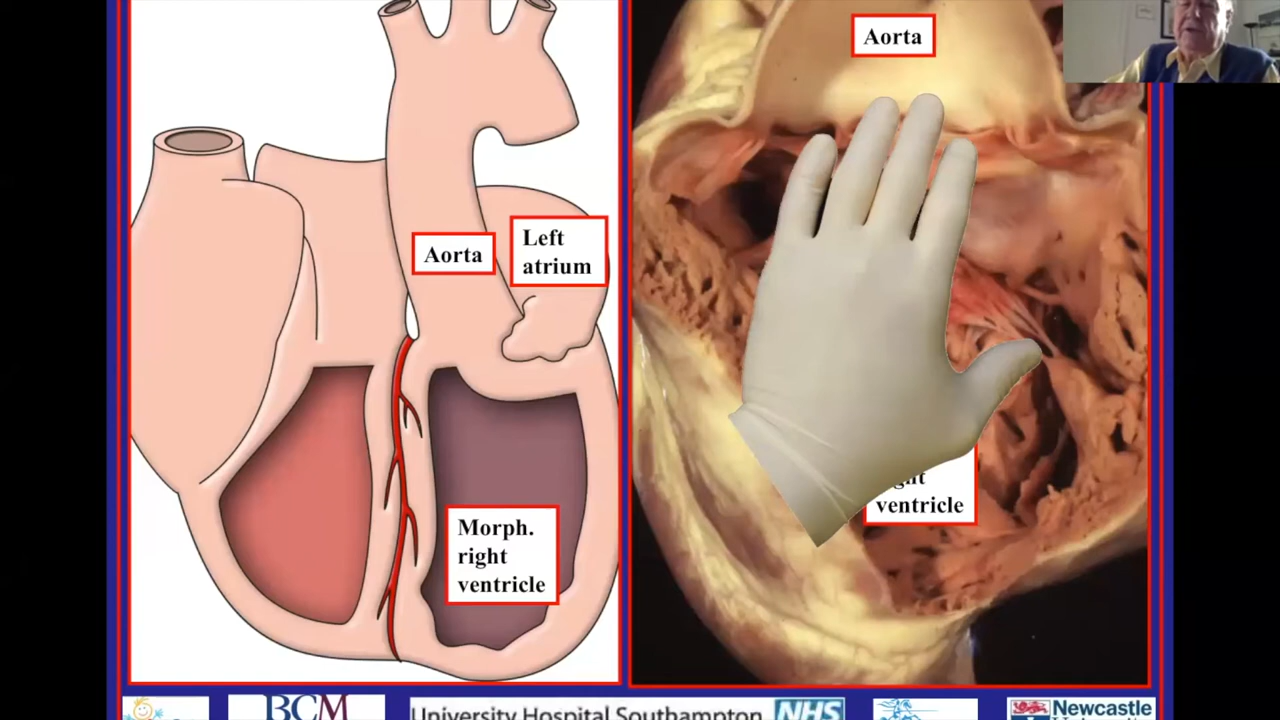 Aorta
Left
atrium
Morph.
right
ventricle
Aorta
ventricle
BCM
University Hospital Southampton
NHS
Newcastle